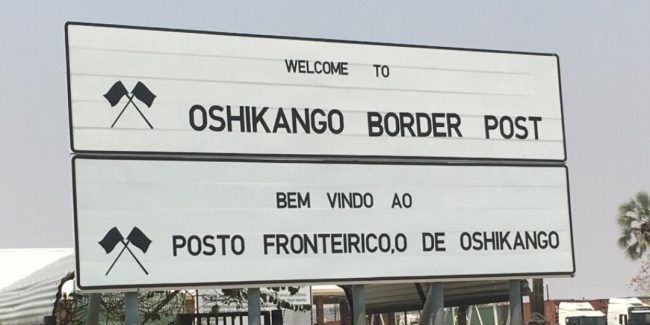 WELCOME TO
OSHIKANGO BORDER POST
BEM VINDO AO
POSTO FRONTEIRICO,O DE OSHIKANGO